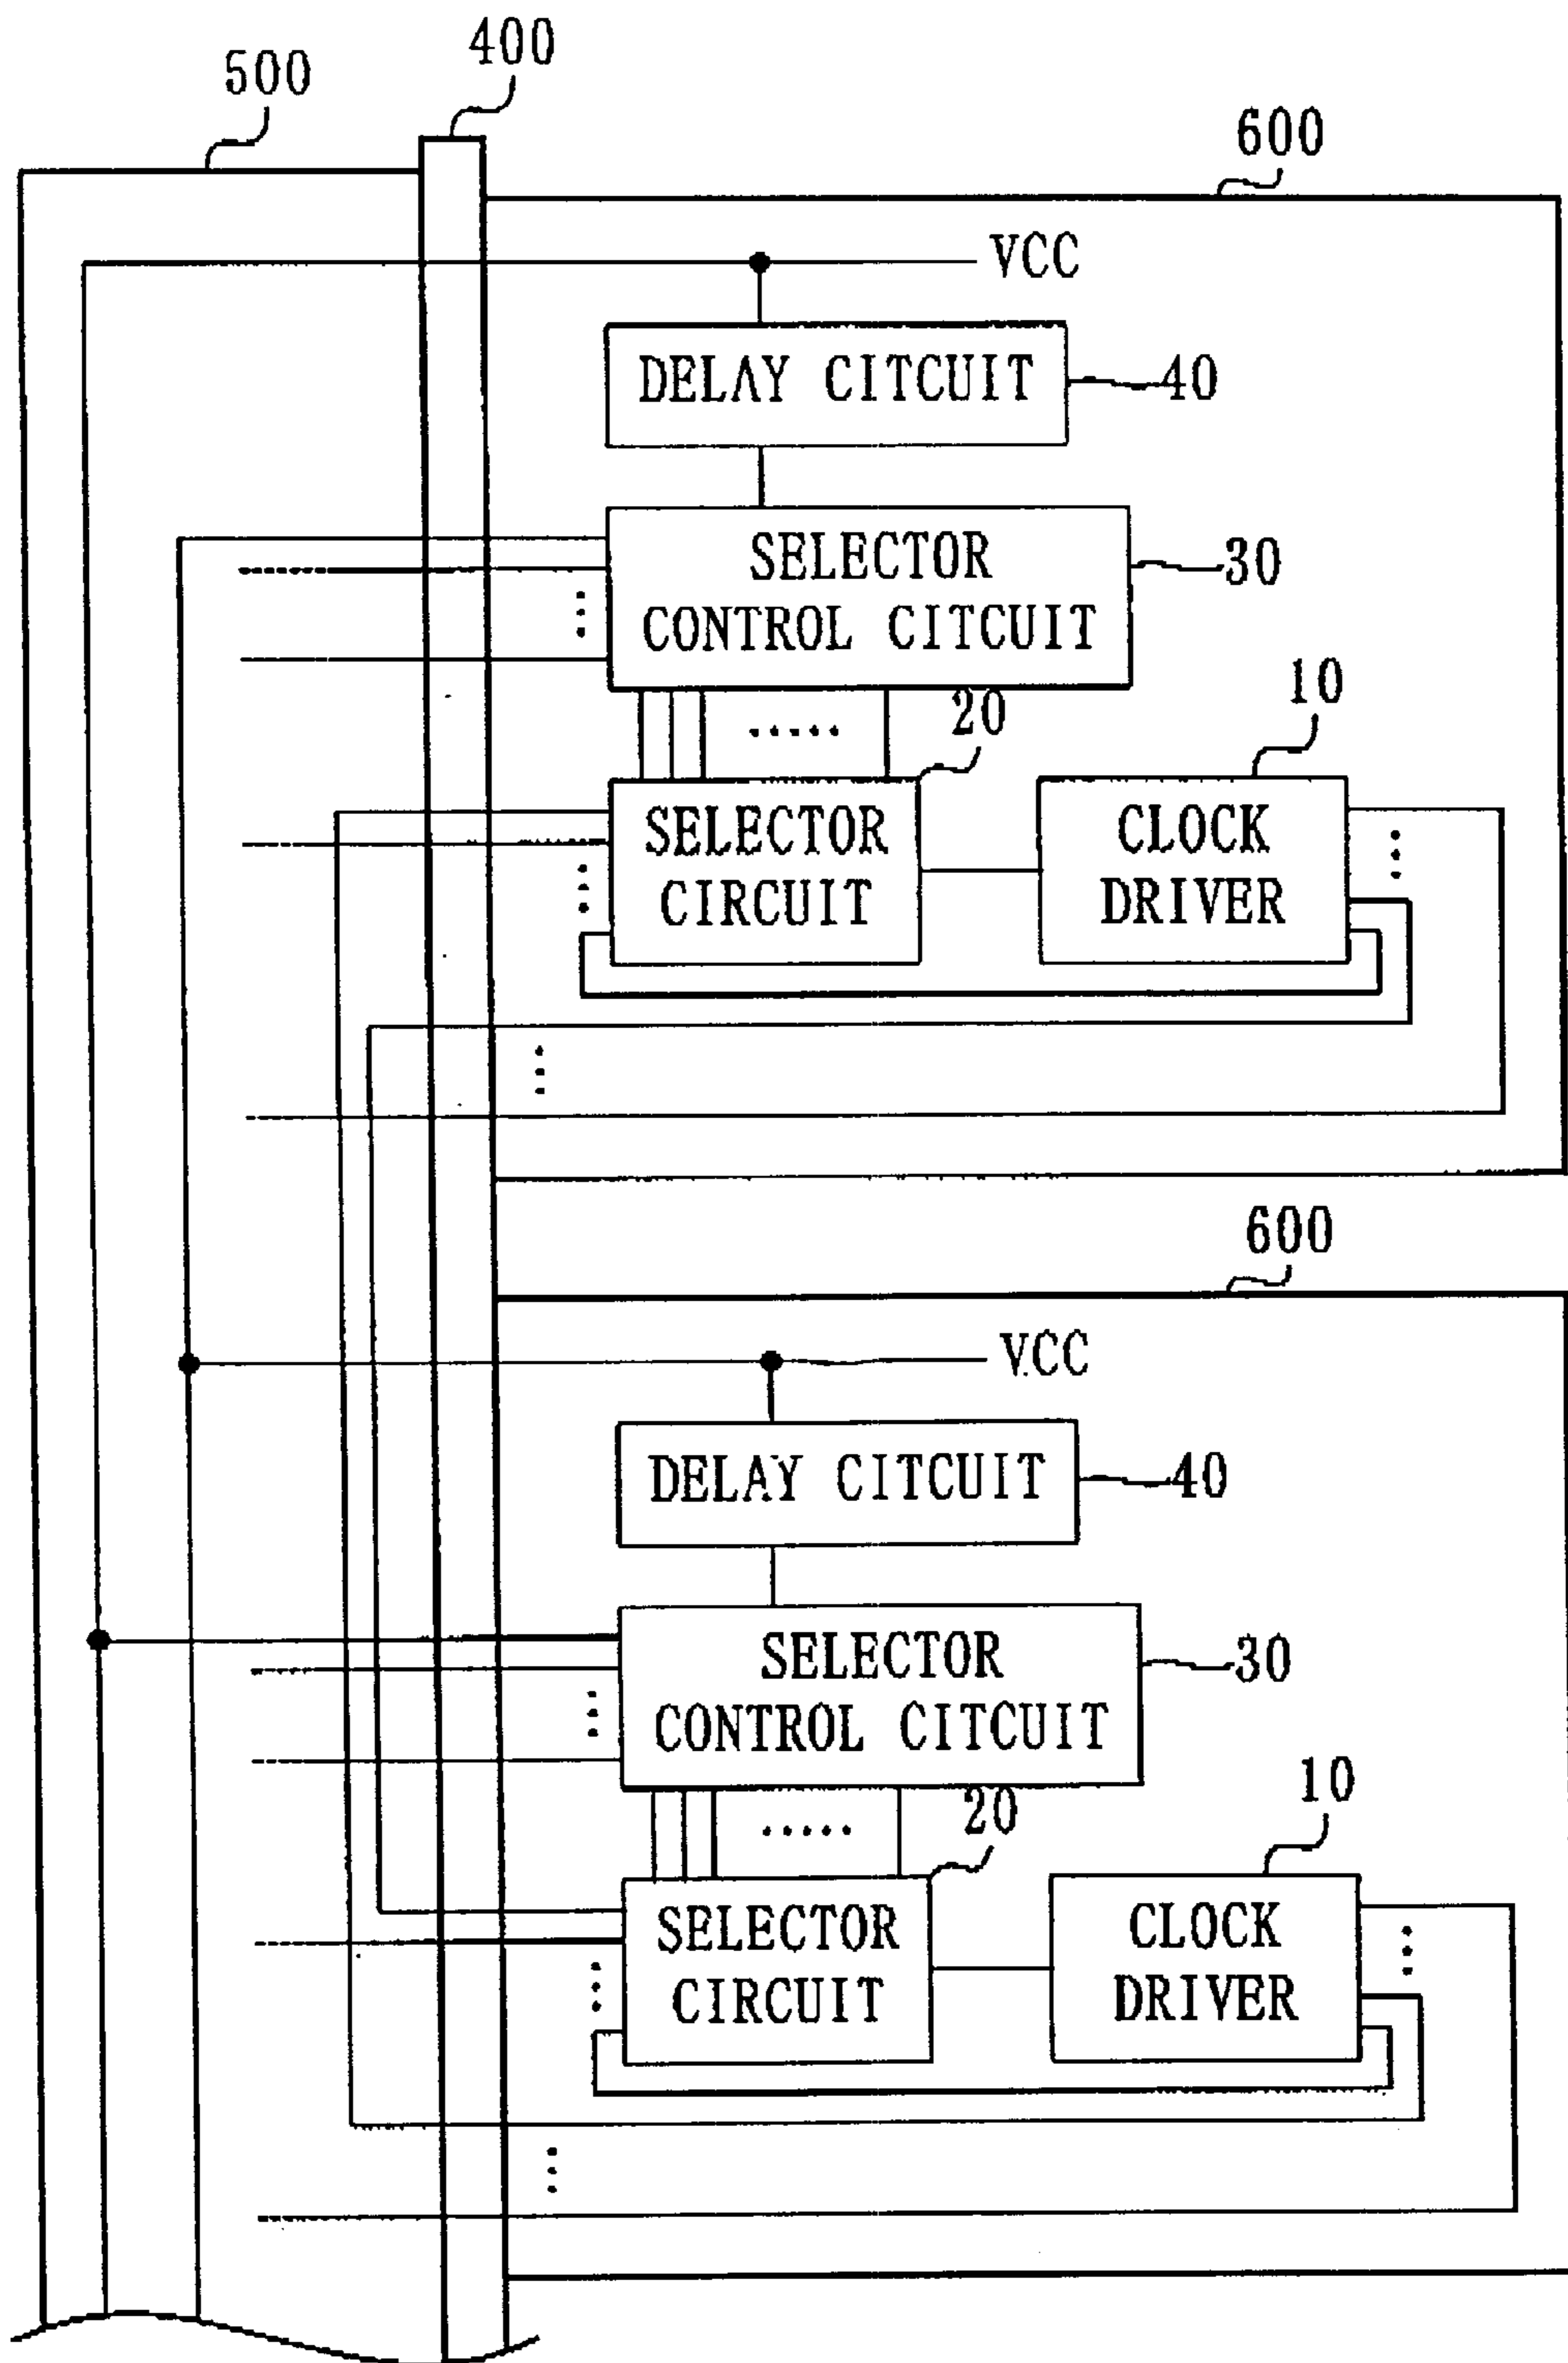 400
500
600
VCC
DELAY CITCUIT
40
SELECTOR
CONTROL CITCUIT
30
20
10
SELECTOR
CIRCUIT
CLOCK
DRIVER
600
VCC
DELAY CITCUIT
40
SELECTOR
CONTROL CITCUIT
30
20
10
SELECTOR
CIRCUIT
CLOCK
DRIVER